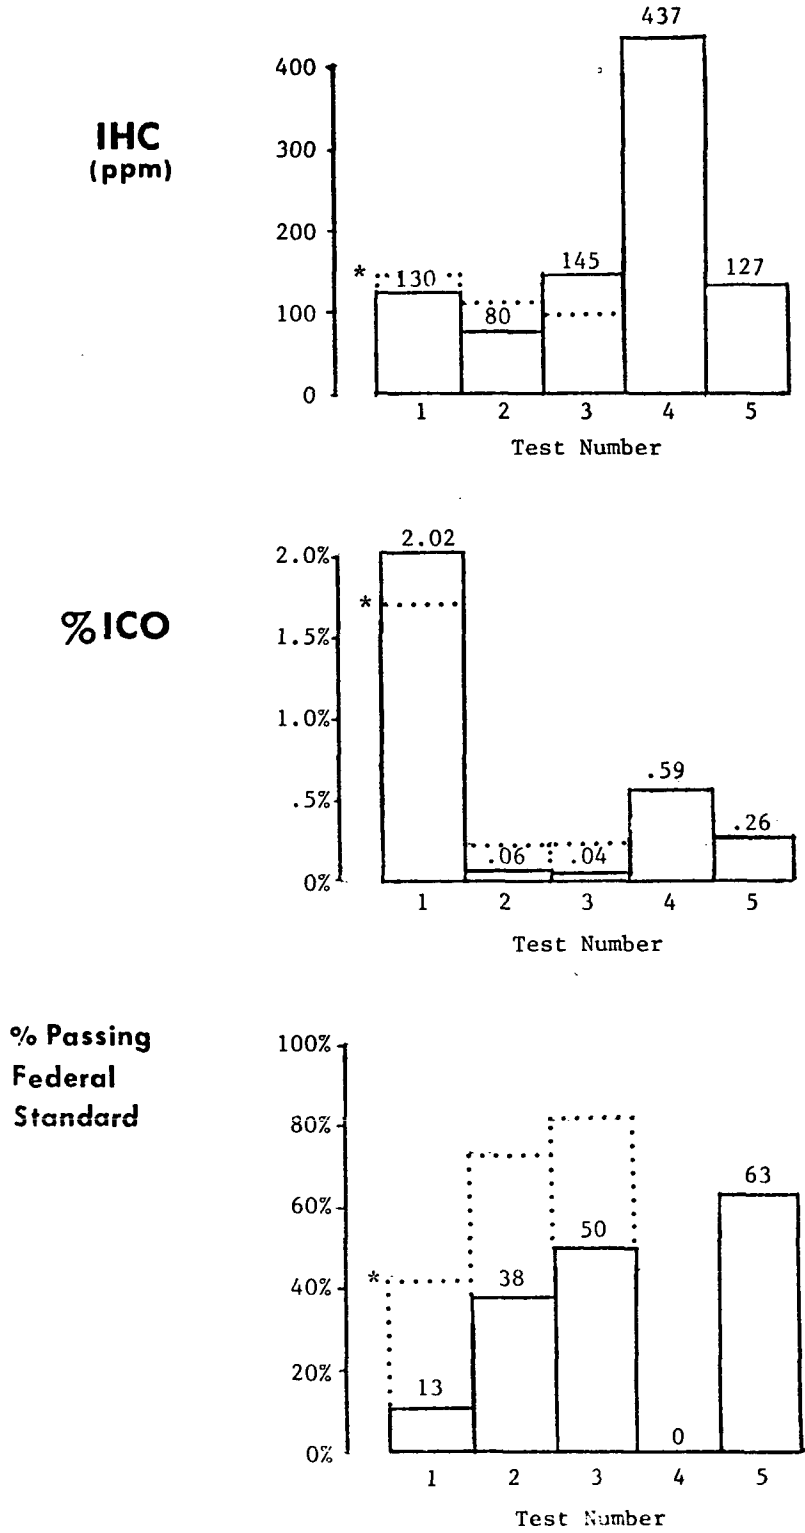 437
400
IHC
(ppm)
300
200
* 130
145
127
100
80
0
1 2 3 4 5
Test Number
2.02
2.0%
*
%ICO
1.5%
1.0%
.5%
.06
.04
.59
.26
0%
1 2 3 4 5
Test Number
% Passing
Federal
Standard
100%
80%
60%
63
50
* 40%
38
20%
13
0
0%
1 2 3 4 5
Test Number